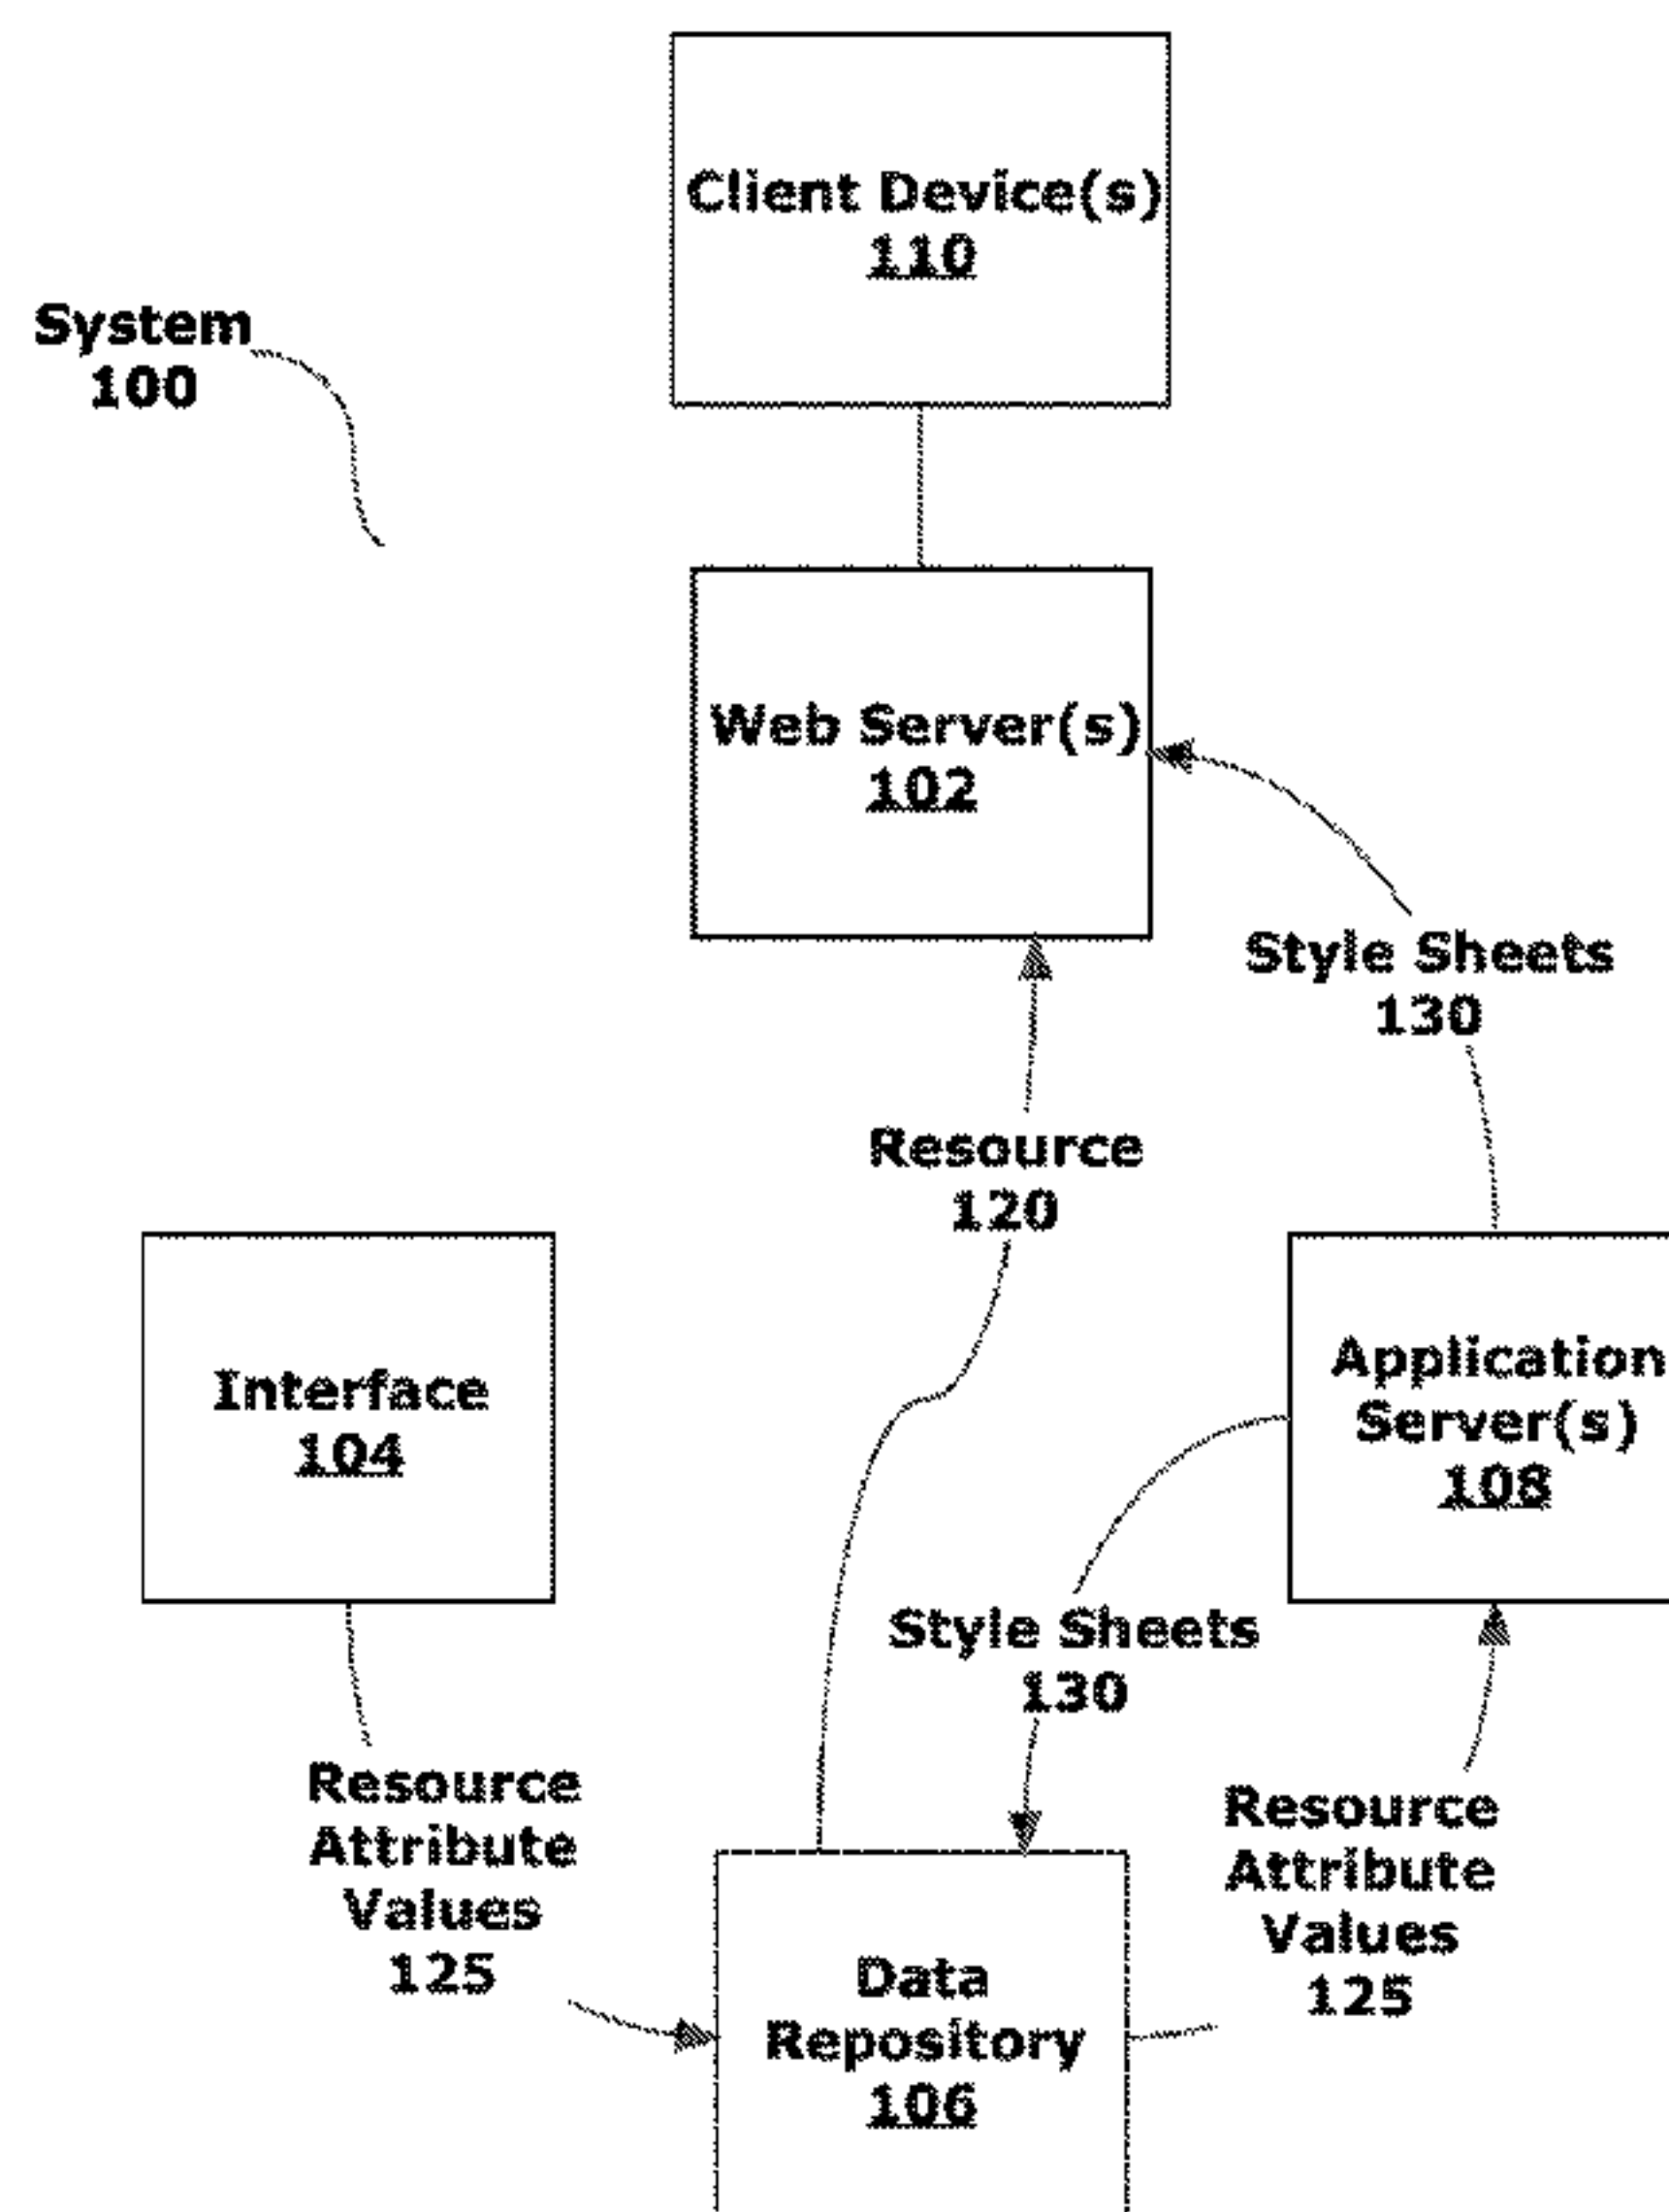 Client Device(s)
110
System
100
Web Server(s)
102
Style Sheets
130
Resource
120
Interface
104
Application
Server(s)
108
Style Sheets
130
Resource
Attribute
Values
125
Resource
Attribute
Values
125
Data
Repository
106